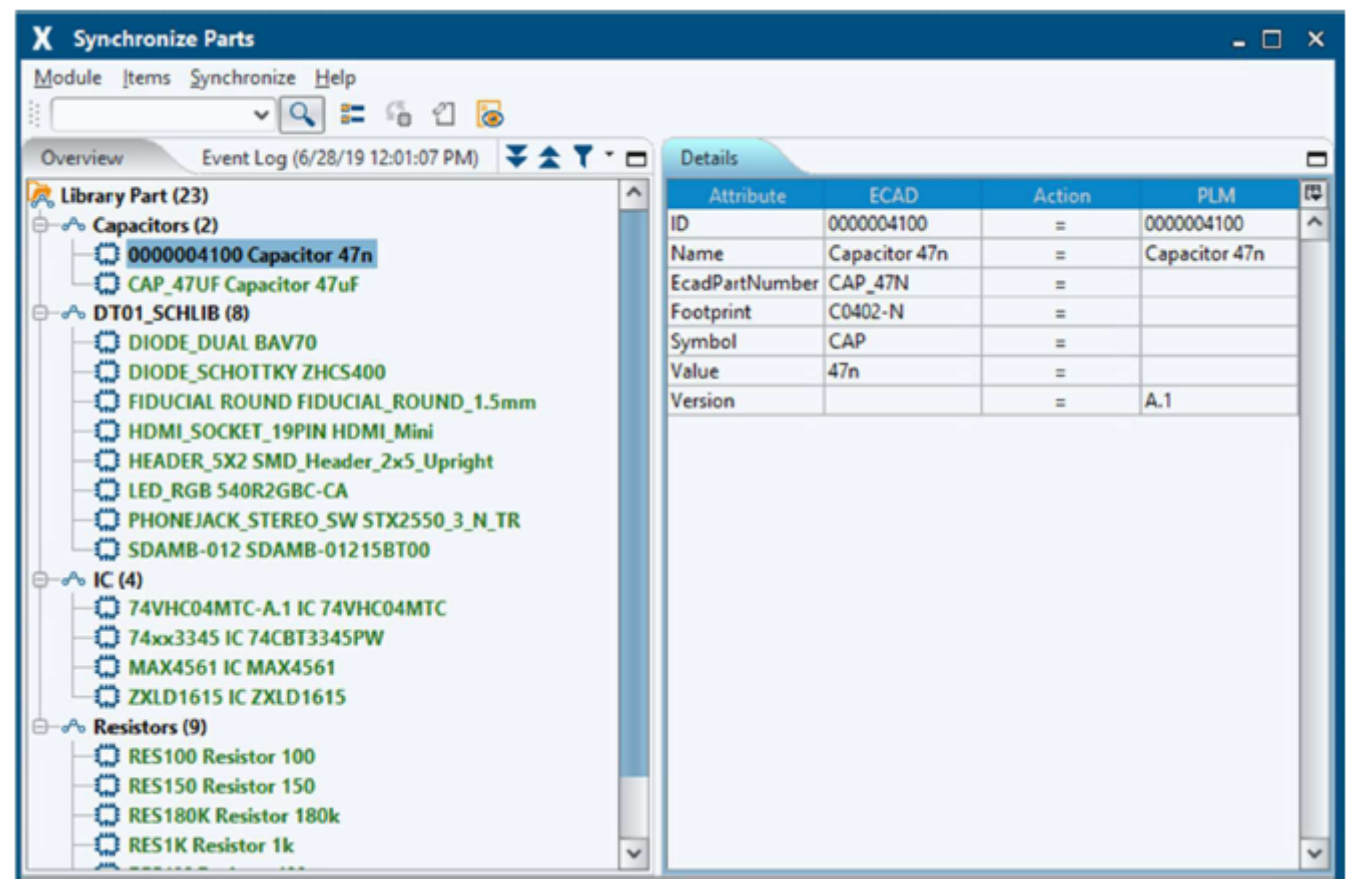 Synchronize Parts
Module Items Synchronize Help
Overview Event Log (6/28/19 12:01:07 PM)
Library Part (23)
Capacitors (2)
0000004100 Capacitor 47n
CAP_47UF Capacitor 47uF
DT01_SCHLIB (8)
DIODE_DUAL BAV70
DIODE_SCHOTTKY ZHCS400
FIDUCIAL ROUND FIDUCIAL_ROUND_1.5mm
HDMI_SOCKET_19PIN HDMI_Mini
HEADER_5X2 SMD_Header_2x5_Upright
LED_RGB 540R2GBC-CA
PHONEJACK_STEREO_SW STX2550_3_N_TR
SDAMB-012 SDAMB-01215BT00
IC (4)
74VHC04MTC-A.1 IC 74VHC04MTC
74xx3345 IC 74CBT3345PW
MAX4561 IC MAX4561
ZXLD1615 IC ZXLD1615
Resistors (9)
RES100 Resistor 100
RES150 Resistor 150
RES180K Resistor 180k
RES1K Resistor 1k
Details
Attribute ECAD Action PLM
ID 0000004100 = 0000004100
Name Capacitor 47n = Capacitor 47n
EcadPartNumber CAP_47N =
Footprint C0402-N =
Symbol CAP =
Value 47n =
Version = A.1